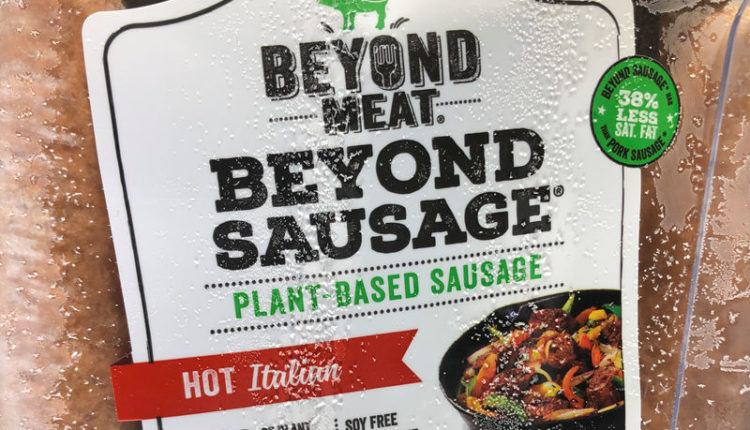 BEYOND
MEAT®
BEYOND
SAUSAGE®
PLANT-BASED SAUSAGE
HOT Italian
PLANT
SOY FREE
BEYOND SAUSAGE® HAS
38%
LESS
SAT. FAT
THAN PORK SAUSAGE